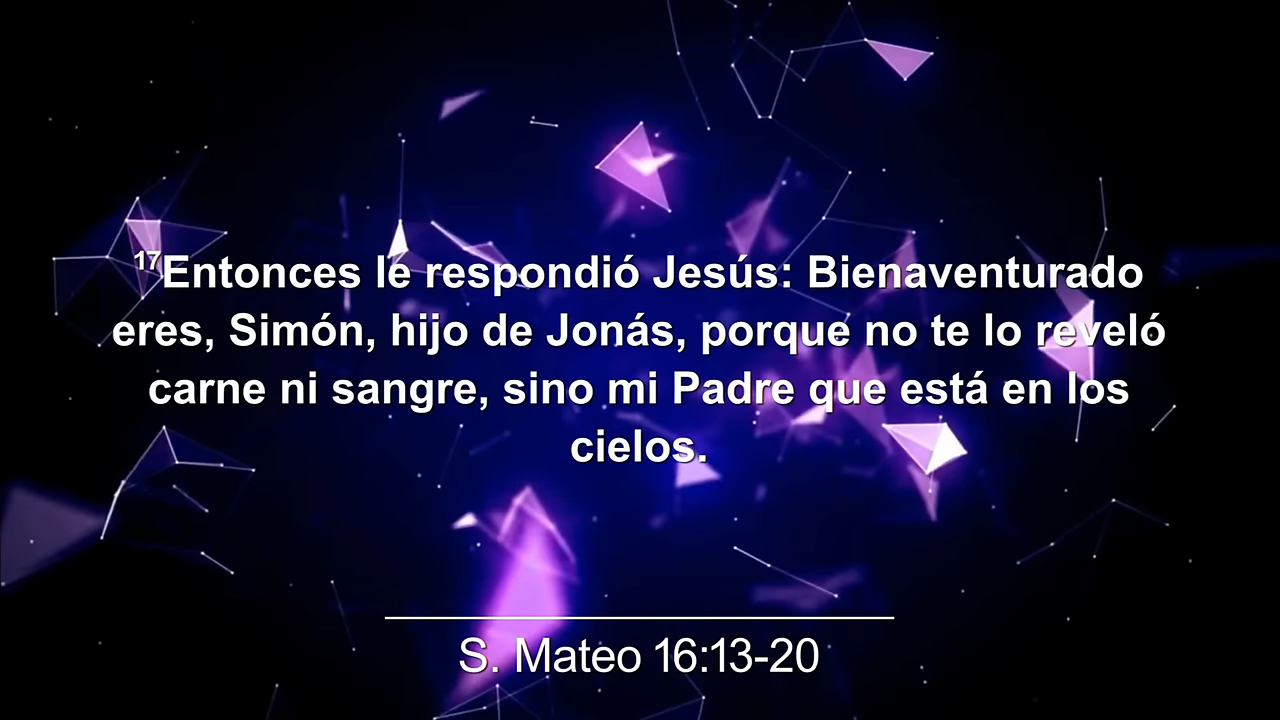 17Entonces le respondió Jesús: Bienaventurado
eres, Simón, hijo de Jonás, porque no te lo reveló
carne ni sangre, sino mi Padre que está en los
cielos.
S. Mateo 16:13-20